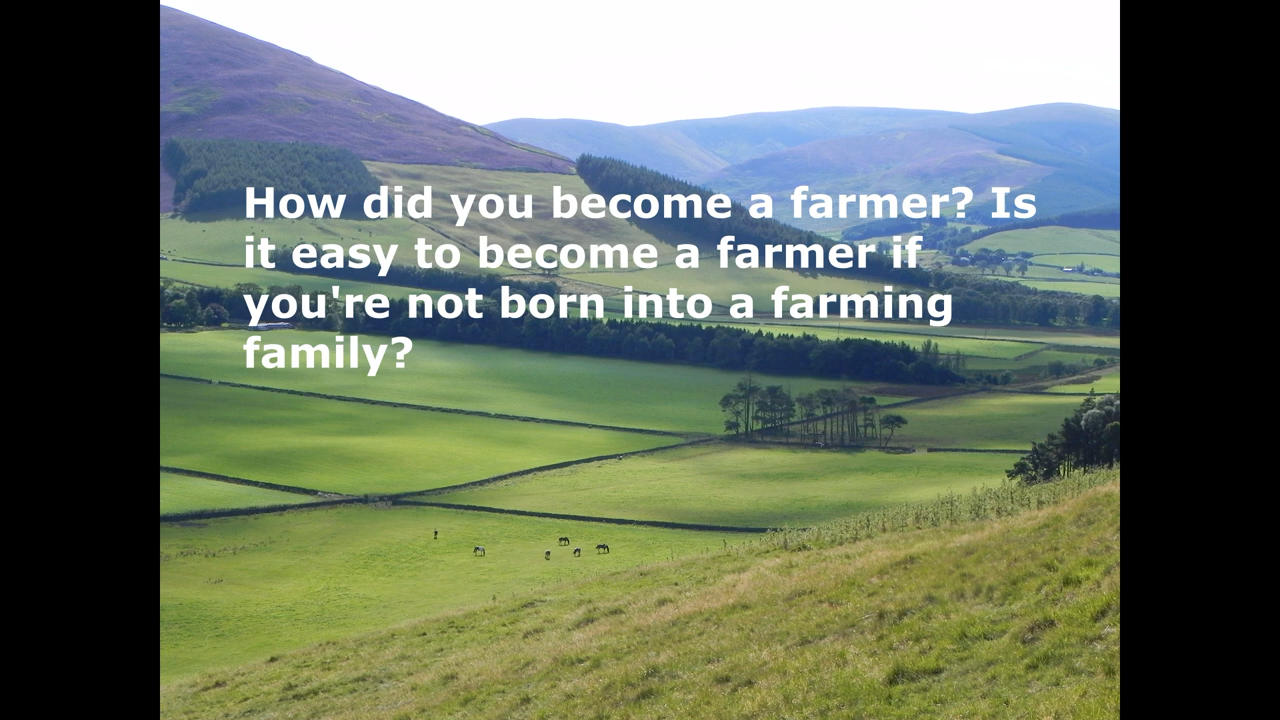 How did you become a farmer? Is
it easy to become a farmer if
you're not born into a farming
family?